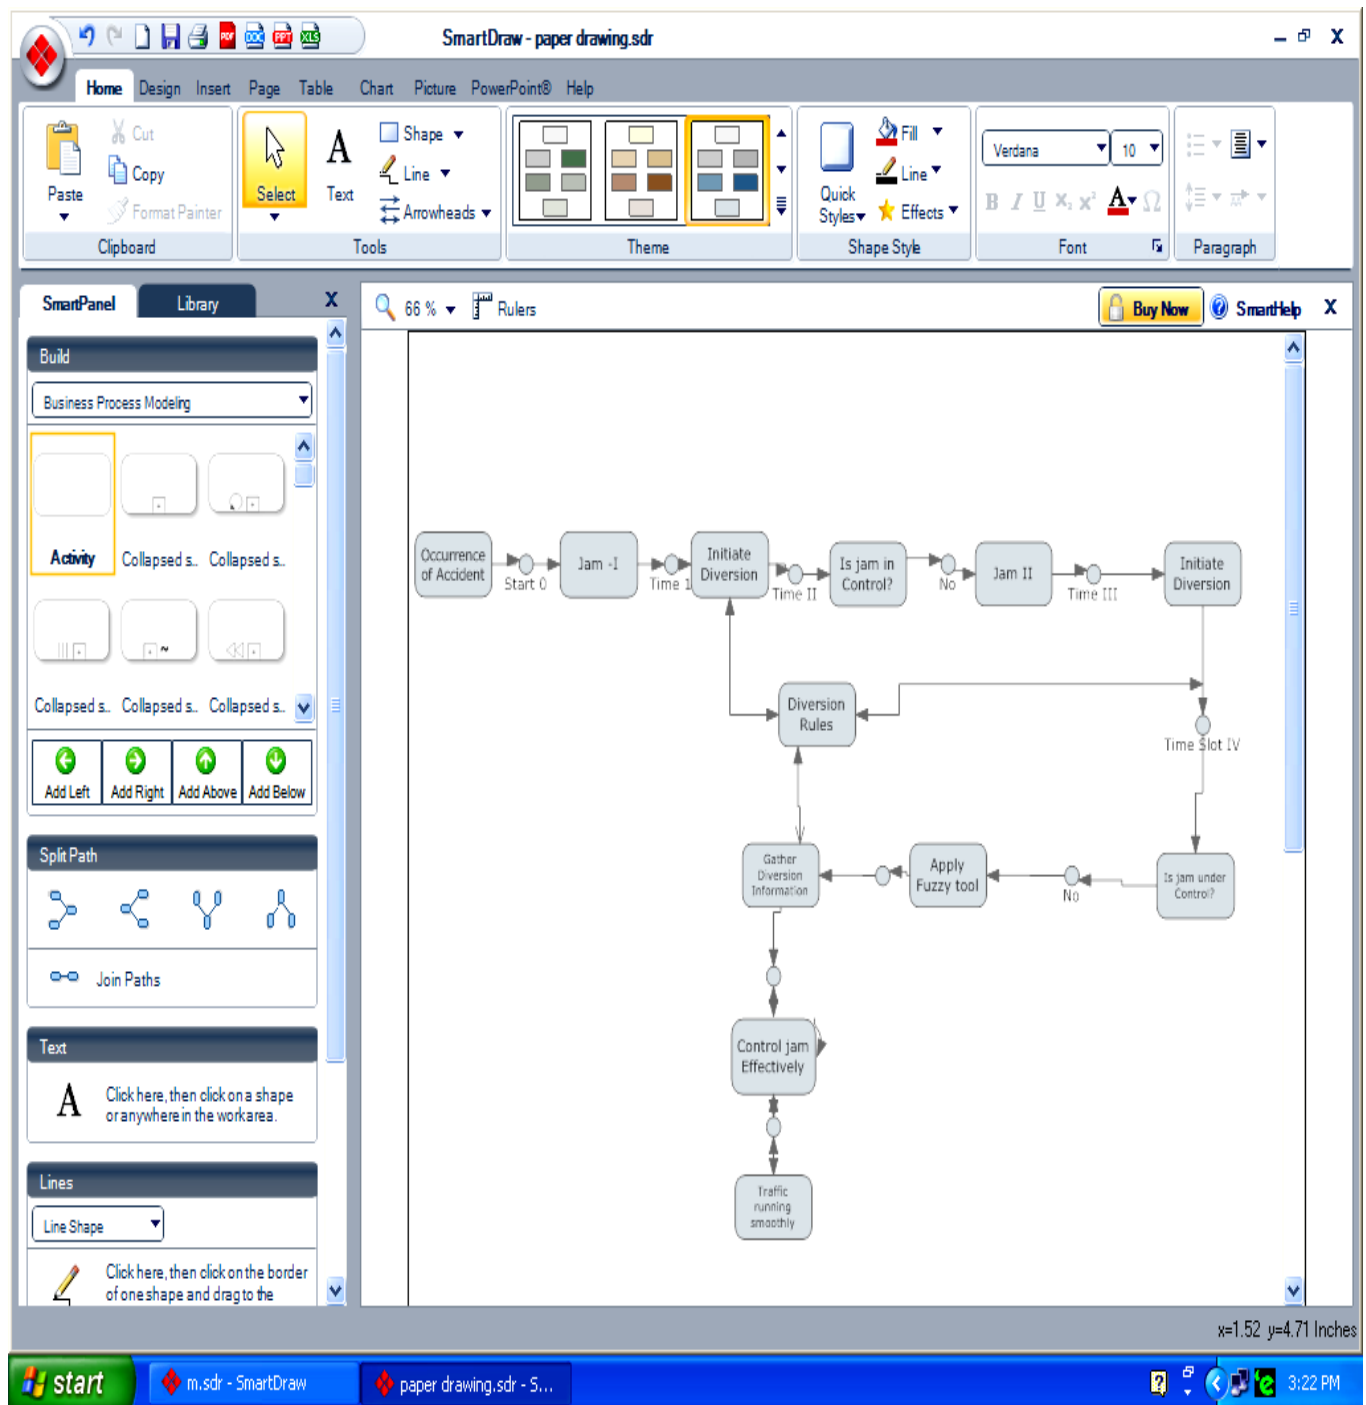 PDF
DOC
PPT
XLS
SmartDraw - paper drawing.sdr
Home
Design
Insert
Page
Table
Chart
Picture
PowerPoint®
Help
Paste
Cut
Copy
Format Painter
Clipboard
Select
A
Text
Shape
Line
Arrowheads
Tools
Theme
Quick
Styles
Fill
Line
Effects
Shape Style
Verdana
10
B I U X₂ X² A Ω
Font
Paragraph
SmartPanel
Library
X
66 %
Rulers
Buy Now
SmartHelp
X
Build
Business Process Modeling
Activity
Collapsed s..
Collapsed s..
Collapsed s..
Collapsed s..
Collapsed s..
Add Left
Add Right
Add Above
Add Below
Split Path
Join Paths
Text
A
Click here, then click on a shape
or anywhere in the workarea.
Lines
Line Shape
Click here, then click on the border
of one shape and drag to the
Occurrence
of Accident
Start 0
Jam -I
Time 1
Initiate
Diversion
Time II
Is jam in
Control?
No
Jam II
Time III
Initiate
Diversion
Diversion
Rules
Time Slot IV
Gather
Diversion
Information
Apply
Fuzzy tool
No
Is jam under
Control?
Control jam
Effectively
Traffic
running
smoothly
x=1.52 y=4.71 Inches
start
m.sdr - SmartDraw
paper drawing.sdr - S...
3:22 PM